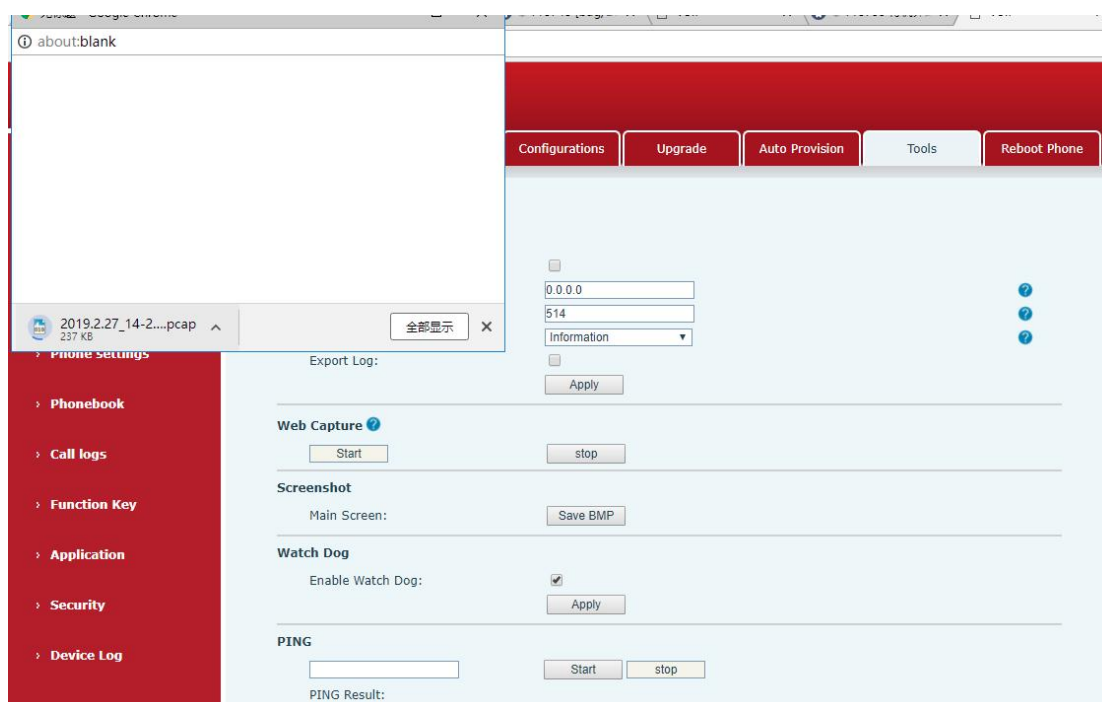 Google Chrome
about:blank
Configurations
Upgrade
Auto Provision
Tools
Reboot Phone
0.0.0.0
514
2019.2.27_14-2....pcap
237 KB
全部显示
Information
Phone settings
Export Log:
Apply
Phonebook
Web Capture
Call logs
Start
stop
Screenshot
Function Key
Main Screen:
Save BMP
Application
Watch Dog
Enable Watch Dog:
Security
Apply
PING
Device Log
Start
stop
PING Result: